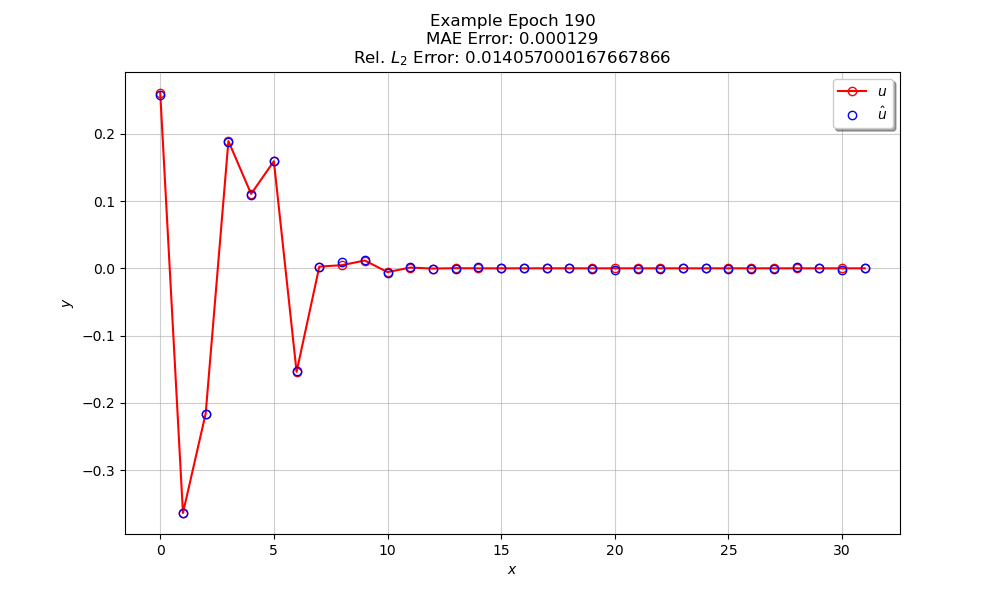 Example Epoch 190
MAE Error: 0.000129
Rel. L₂ Error: 0.014057000167667866
u
û
0.2
0.1
0.0
−0.1
−0.2
−0.3
y
0 5 10 15 20 25 30
x